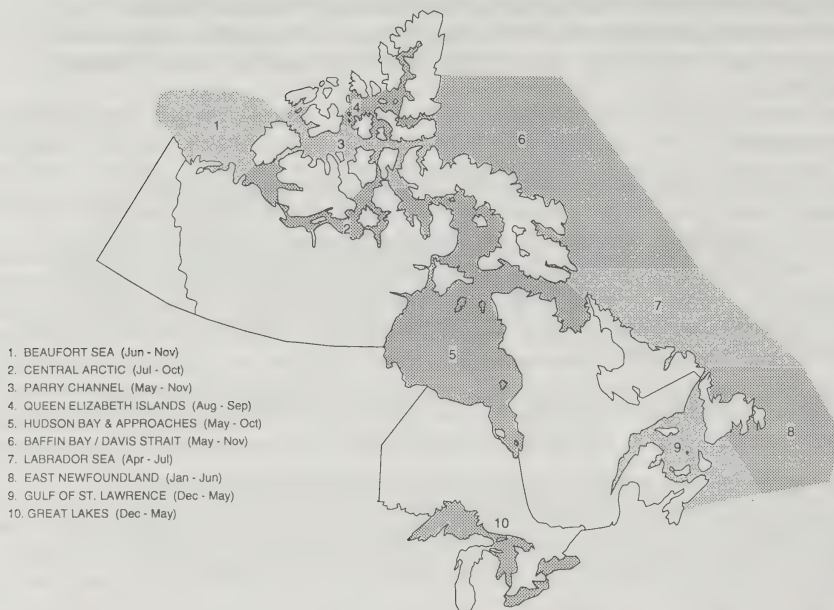 1
4
3
6
2
7
5
8
9
10
1. BEAUFORT SEA (Jun - Nov)
2. CENTRAL ARCTIC (Jul - Oct)
3. PARRY CHANNEL (May - Nov)
4. QUEEN ELIZABETH ISLANDS (Aug - Sep)
5. HUDSON BAY & APPROACHES (May - Oct)
6. BAFFIN BAY / DAVIS STRAIT (May - Nov)
7. LABRADOR SEA (Apr - Jul)
8. EAST NEWFOUNDLAND (Jan - Jun)
9. GULF OF ST. LAWRENCE (Dec - May)
10. GREAT LAKES (Dec - May)